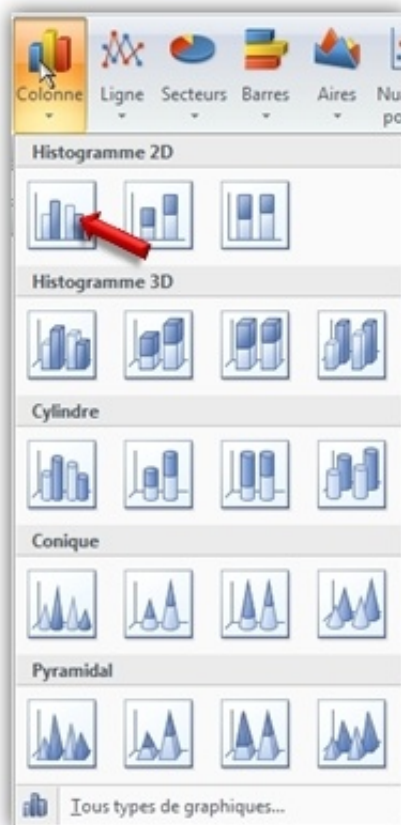 Colonne Ligne Secteurs Barres Aires
Histogramme 2D
Histogramme 3D
Cylindre
Conique
Pyramidal
Tous types de graphiques...